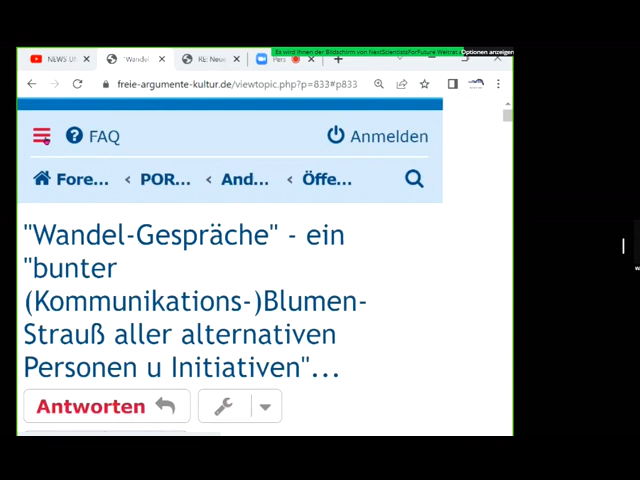 Es wird Ihnen der Bildschirm von NextScientistsForFuture Weitrat
Optionen anzeigen
NEWS U
"Wandel
RE: Neue
Pers
freie-argumente-kultur.de/viewtopic.php?p=833#p833
FAQ
Anmelden
Fore... ‹ POR... ‹ And... ‹ Öffe...
"Wandel-Gespräche" - ein
"bunter
(Kommunikations-)Blumen-
Strauß aller alternativen
Personen u Initiativen"...
Antworten